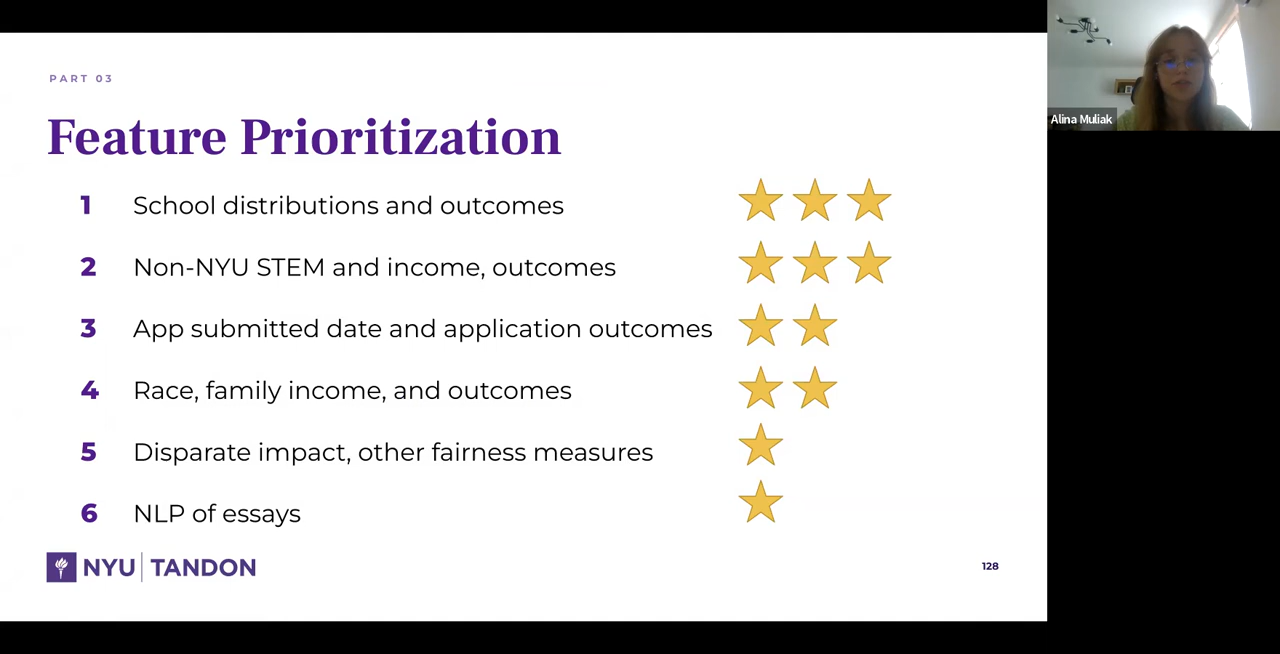 PART 03
Feature Prioritization
1 School distributions and outcomes
2 Non-NYU STEM and income, outcomes
3 App submitted date and application outcomes
4 Race, family income, and outcomes
5 Disparate impact, other fairness measures
6 NLP of essays
NYU TANDON
128
Alina Muliak